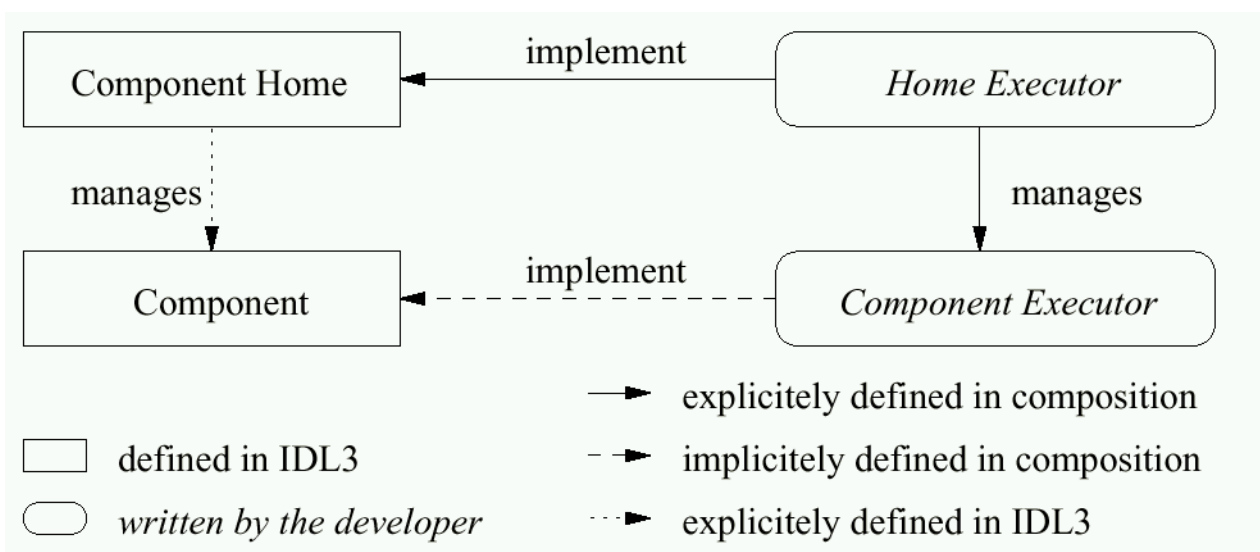 implement
Component Home
Home Executor
manages
manages
implement
Component
Component Executor
explicitely defined in composition
defined in IDL3
implicitely defined in composition
written by the developer
explicitely defined in IDL3